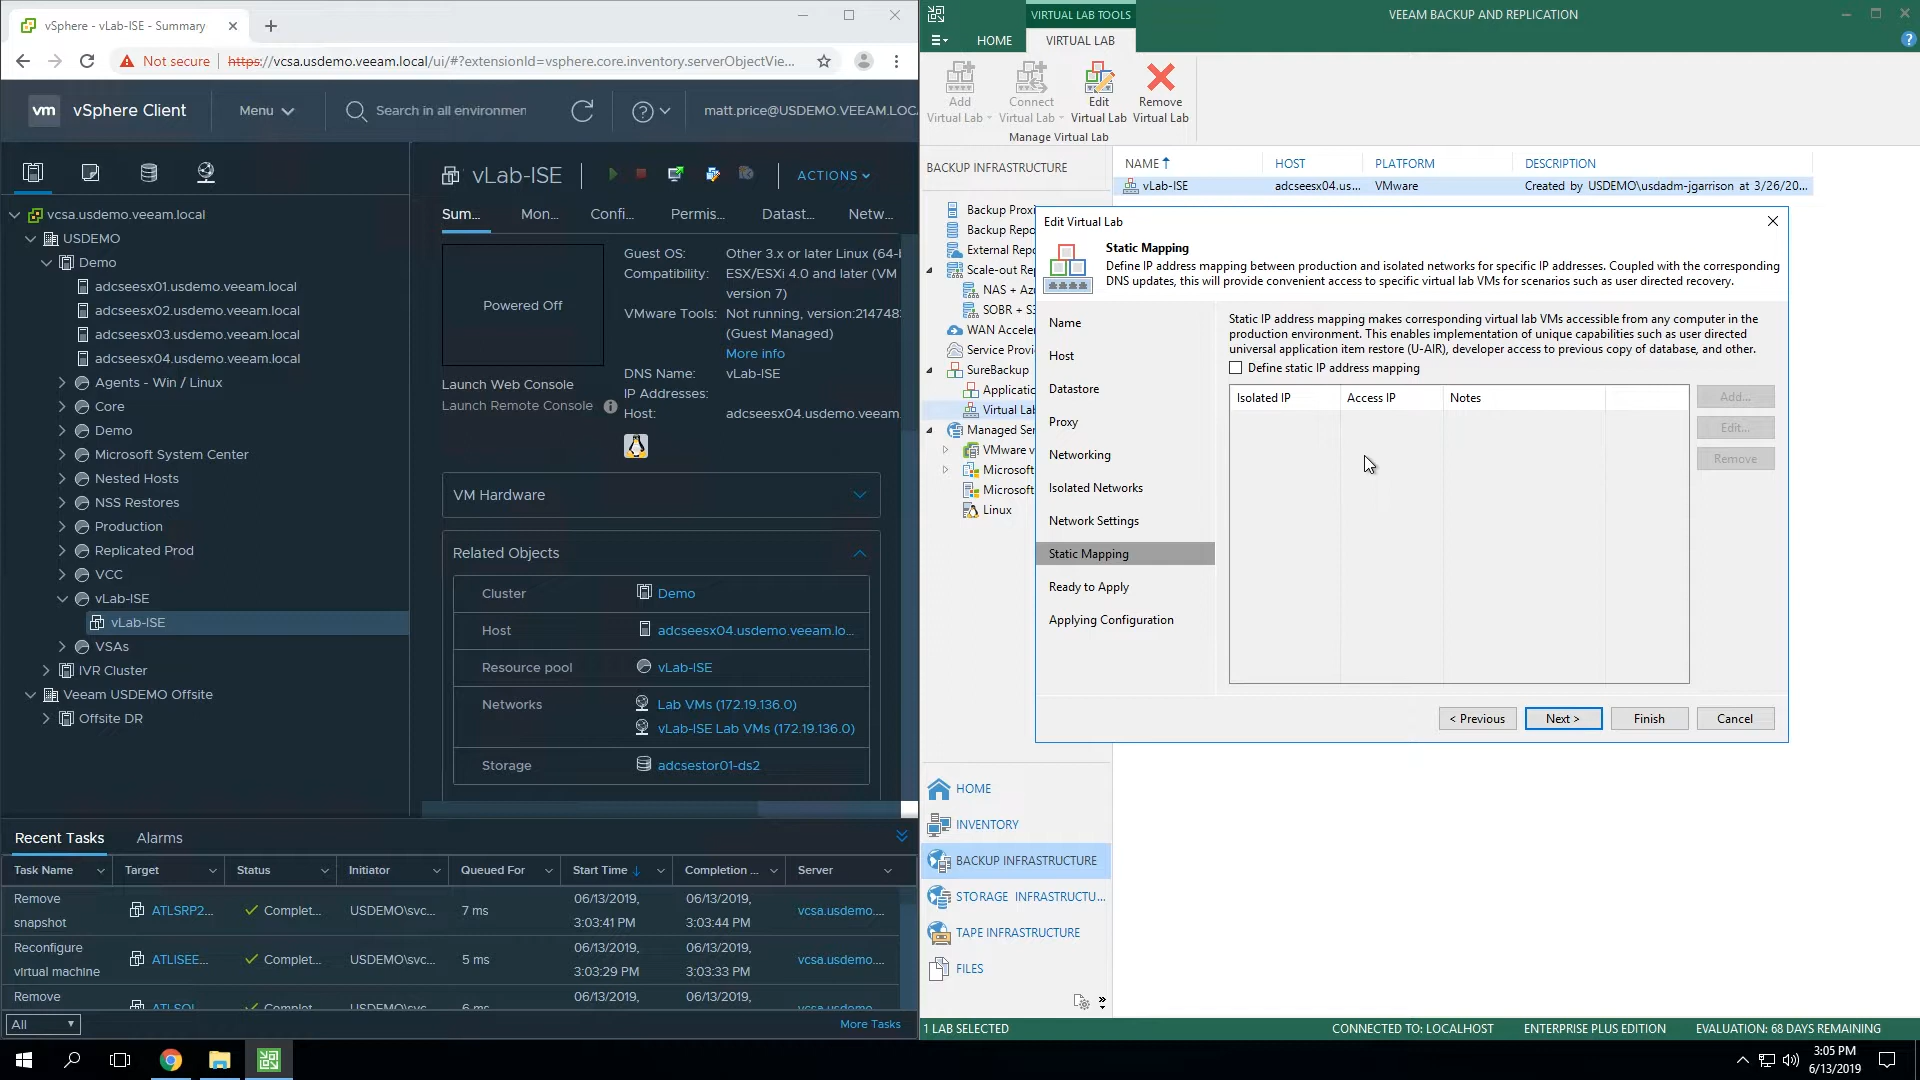 vSphere - vLab-ISE - Summary
Not secure
https://vcsa.usdemo.veeam.local/ui/#?extensionId=vsphere.core.inventory.serverObjectVie...
vm
vSphere Client
Menu
Search in all environmen
matt.price@USDEMO.VEEAM.LOC
vcsa.usdemo.veeam.local
USDEMO
Demo
adcseesx01.usdemo.veeam.local
adcseesx02.usdemo.veeam.local
adcseesx03.usdemo.veeam.local
adcseesx04.usdemo.veeam.local
Agents - Win / Linux
Core
Demo
Microsoft System Center
Nested Hosts
NSS Restores
Production
Replicated Prod
VCC
vLab-ISE
vLab-ISE
VSAs
IVR Cluster
Veeam USDEMO Offsite
Offsite DR
vLab-ISE
ACTIONS
Sum... Mon... Confi... Permis... Datast... Netw...
Powered Off
Launch Web Console
Launch Remote Console
Guest OS: Other 3.x or later Linux (64-
Compatibility: ESX/ESXi 4.0 and later (VM
version 7)
VMware Tools: Not running, version:214748
(Guest Managed)
More info
DNS Name: vLab-ISE
IP Addresses:
Host: adcseesx04.usdemo.veeam.
VM Hardware
Related Objects
Cluster Demo
Host adcseesx04.usdemo.veeam.lo...
Resource pool vLab-ISE
Networks Lab VMs (172.19.136.0)
vLab-ISE Lab VMs (172.19.136.0)
Storage adcsestor01-ds2
Recent Tasks Alarms
Task Name Target Status Initiator Queued For Start Time Completion ... Server
Remove snapshot ATLSRP2... Complet... USDEMO\svc... 7 ms 06/13/2019, 3:03:41 PM 06/13/2019, 3:03:44 PM vcsa.usdemo....
Reconfigure virtual machine ATLISEE... Complet... USDEMO\svc... 5 ms 06/13/2019, 3:03:29 PM 06/13/2019, 3:03:33 PM vcsa.usdemo....
Remove ATLSQL Complet... USDEMO\svc... 6 ms 06/13/2019, 06/13/2019, vcsa.usdemo....
All
More Tasks
VIRTUAL LAB TOOLS
VEEAM BACKUP AND REPLICATION
HOME VIRTUAL LAB
Add Virtual Lab
Connect Virtual Lab
Edit Virtual Lab
Remove Virtual Lab
Manage Virtual Lab
BACKUP INFRASTRUCTURE
Backup Proxi
Backup Repo
External Repo
Scale-out Rep
NAS + Az
SOBR + S3
WAN Acceler
Service Provi
SureBackup
Applicatio
Virtual Lab
Managed Ser
VMware v
Microsoft
Microsoft
Linux
NAME HOST PLATFORM DESCRIPTION
vLab-ISE adcseesx04.us... VMware Created by USDEMO\usdadm-jgarrison at 3/26/20...
Edit Virtual Lab
Static Mapping
Define IP address mapping between production and isolated networks for specific IP addresses. Coupled with the corresponding
DNS updates, this will provide convenient access to specific virtual lab VMs for scenarios such as user directed recovery.
Name
Host
Datastore
Proxy
Networking
Isolated Networks
Network Settings
Static Mapping
Ready to Apply
Applying Configuration
Static IP address mapping makes corresponding virtual lab VMs accessible from any computer in the
production environment. This enables implementation of unique capabilities such as user directed
universal application item restore (U-AIR), developer access to previous copy of database, and other.
Define static IP address mapping
Isolated IP Access IP Notes
Add...
Edit...
Remove
< Previous Next > Finish Cancel
HOME
INVENTORY
BACKUP INFRASTRUCTURE
STORAGE INFRASTRUCTU...
TAPE INFRASTRUCTURE
FILES
1 LAB SELECTED
CONNECTED TO: LOCALHOST ENTERPRISE PLUS EDITION EVALUATION: 68 DAYS REMAINING
3:05 PM
6/13/2019